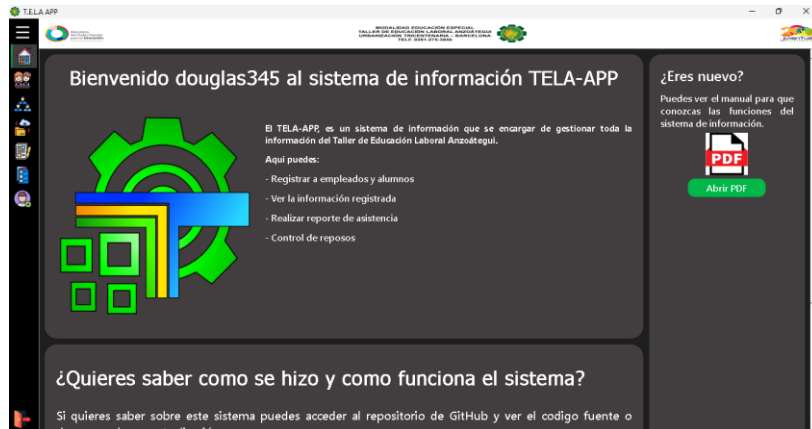 T.E.L.A APP
MODALIDAD EDUCACIÓN ESPECIAL
TALLER DE EDUCACIÓN LABORAL ANZOÁTEGUI
URBANIZACIÓN TRICENTENARIA, BARCELONA
Bienvenido douglas345 al sistema de información TELA-APP
El TELA-APP, es un sistema de información que se encargar de gestionar toda la
información del Taller de Educación Laboral Anzoátegui.
Aqui puedes:
- Registrar a empleados y alumnos
- Ver la información registrada
- Realizar reporte de asistencia
- Control de reposos
¿Eres nuevo?
Puedes ver el manual para que
conozcas las funciones del
sistema de información.
PDF
Abrir PDF
¿Quieres saber como se hizo y como funciona el sistema?
Si quieres saber sobre este sistema puedes acceder al repositorio de GitHub y ver el codigo fuente o